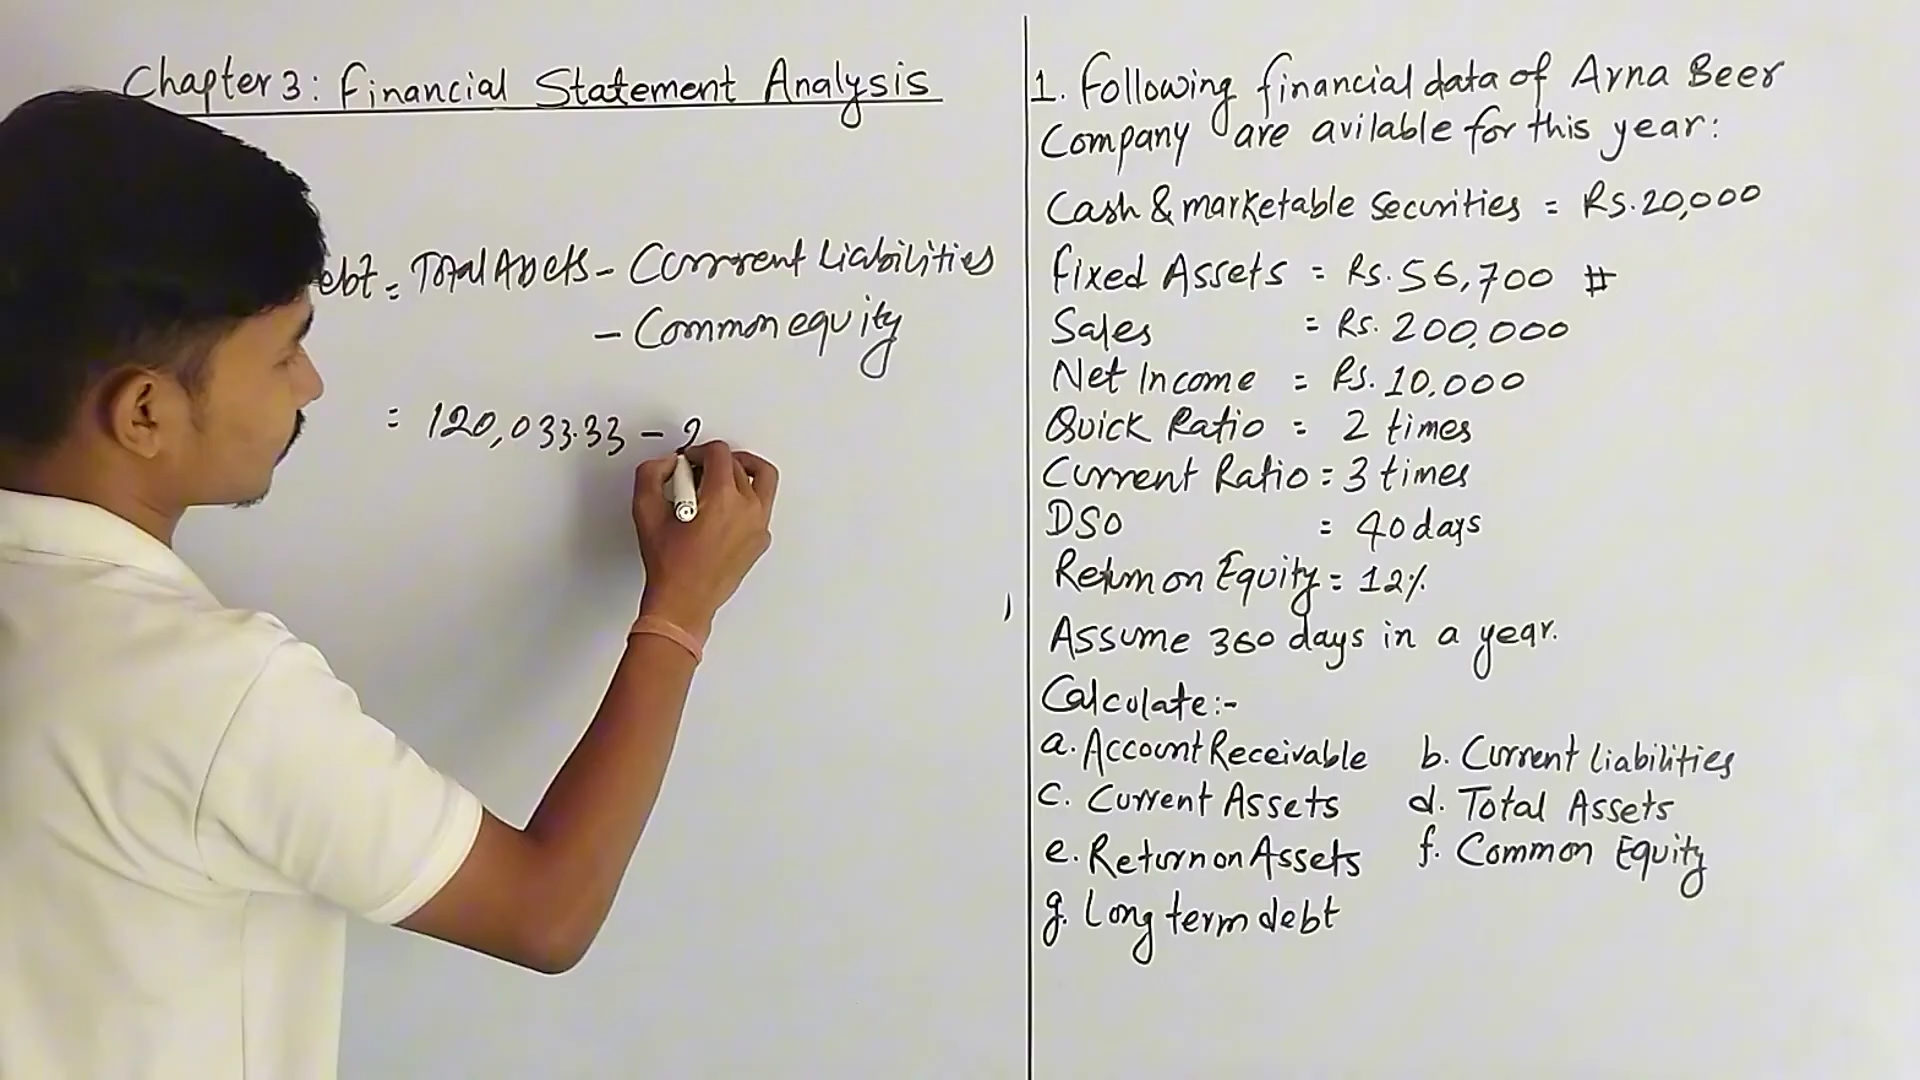 Chapter 3: Financial Statement Analysis
ebt = Total Assets - Current Liabilities
- Common equity
= 120,033.33 - 2
1. Following financial data of Arna Beer
Company are avilable for this year:
Cash & marketable securities = Rs. 20,000
Fixed Assets = Rs. 56,700 #
Sales = Rs. 200,000
Net Income = Rs. 10,000
Quick Ratio = 2 times
Current Ratio = 3 times
DSO = 40 days
Return on Equity = 12%
Assume 360 days in a year.
Calculate:-
a. Account Receivable b. Current liabilities
c. Current Assets d. Total Assets
e. Return on Assets f. Common Equity
g. Long term debt